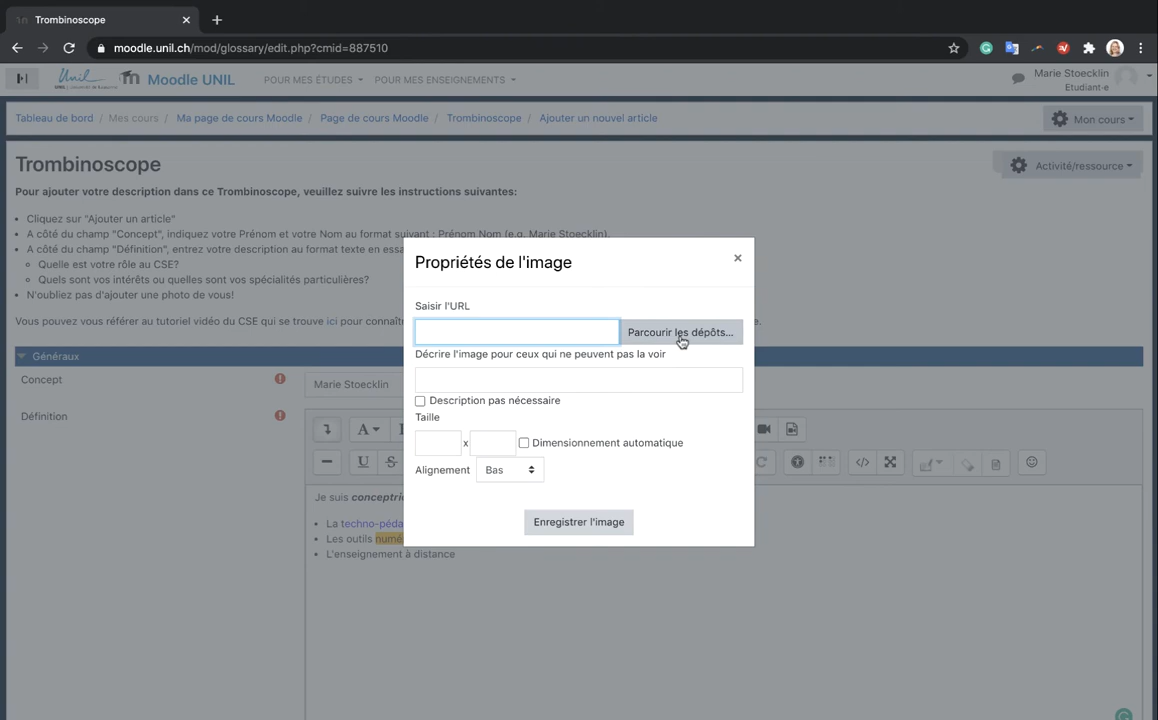 Trombinoscope
moodle.unil.ch/mod/glossary/edit.php?cmid=887510
Unil
Moodle UNIL
POUR MES ÉTUDES
POUR MES ENSEIGNEMENTS
Marie Stoecklin
Etudiant·e
Tableau de bord / Mes cours / Ma page de cours Moodle / Page de cours Moodle / Trombinoscope / Ajouter un nouvel article
Mon cours
Trombinoscope
Activité/ressource
Pour ajouter votre description dans ce Trombinoscope, veuillez suivre les instructions suivantes:
Cliquez sur "Ajouter un article"
A côté du champ "Concept", indiquez votre Prénom et votre Nom au format suivant : Prénom Nom (e.g. Marie Stoecklin).
A côté du champ "Définition", entrez votre description au format texte en essa
Quelle est votre rôle au CSE?
Quels sont vos intérêts ou quelles sont vos spécialités particulières?
N'oubliez pas d'ajouter une photo de vous!
Vous pouvez vous référer au tutoriel vidéo du CSE qui se trouve ici pour connaît
e.
Généraux
Concept
Marie Stoecklin
Définition
Je suis conceptric
La techno-péda
Les outils numé
L'enseignement à distance
Propriétés de l'image
×
Saisir l'URL
Parcourir les dépôts...
Décrire l'image pour ceux qui ne peuvent pas la voir
Description pas nécessaire
Taille
x
Dimensionnement automatique
Alignement
Bas
Enregistrer l'image